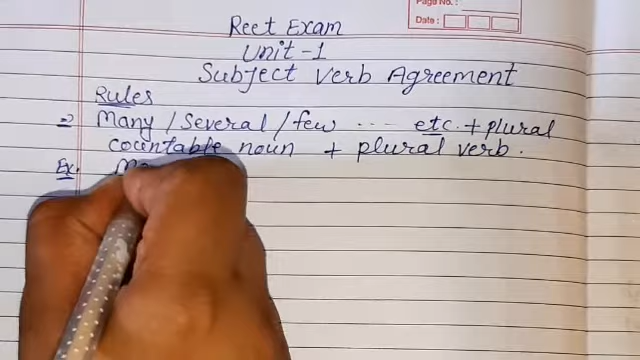 Page No.
Date :
Reet Exam
Unit - 1
Subject Verb Agreement
Rules
⇒ Many / Several / few .... etc. + plural
countable noun + plural verb.
Ex.